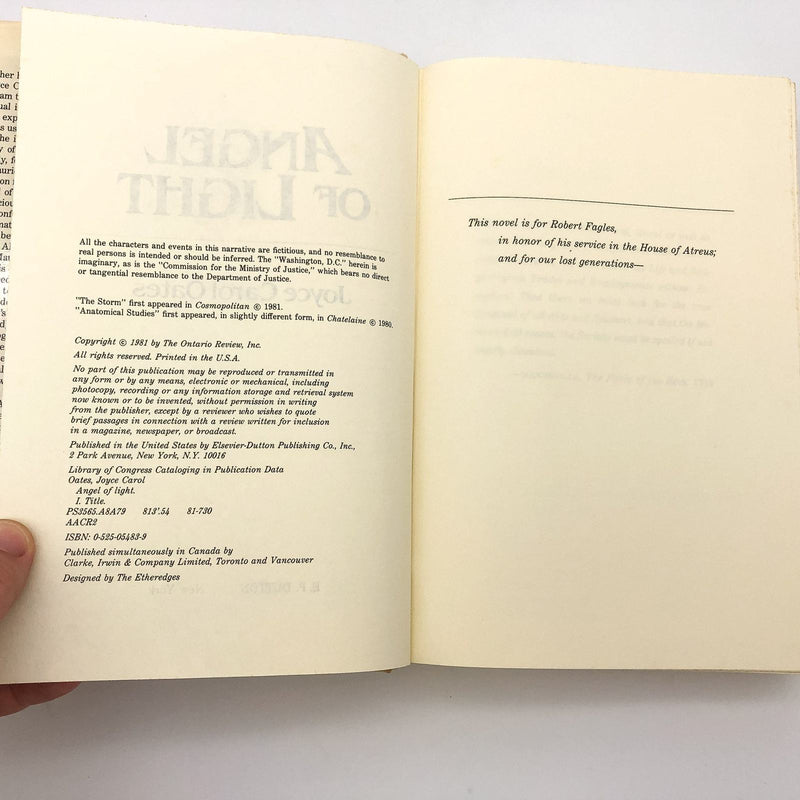 All the characters and events in this narrative are fictitious, and no resemblance to
real persons is intended or should be inferred. The "Washington, D.C." herein is
imaginary, as is the "Commission for the Ministry of Justice," which bears no direct
or tangential resemblance to the Department of Justice.
"The Storm" first appeared in Cosmopolitan © 1981.
"Anatomical Studies" first appeared, in slightly different form, in Chatelaine © 1980.
Copyright © 1981 by The Ontario Review, Inc.
All rights reserved. Printed in the U.S.A.
No part of this publication may be reproduced or transmitted in
any form or by any means, electronic or mechanical, including
photocopy, recording or any information storage and retrieval system
now known or to be invented, without permission in writing
from the publisher, except by a reviewer who wishes to quote
brief passages in connection with a review written for inclusion
in a magazine, newspaper, or broadcast.
Published in the United States by Elsevier-Dutton Publishing Co., Inc.,
2 Park Avenue, New York, N.Y. 10016
Library of Congress Cataloging in Publication Data
Oates, Joyce Carol
Angel of light.
I. Title.
PS3565.A8A79 813'.54 81-730
AACR2
ISBN: 0-525-05483-9
Published simultaneously in Canada by
Clarke, Irwin & Company Limited, Toronto and Vancouver
Designed by The Etheredges
ANGEL
OF LIGHT
Joyce Carol Oates
E. P. DUTTON New York
This novel is for Robert Fagles,
in honor of his service in the House of Atreus;
and for our lost generations—